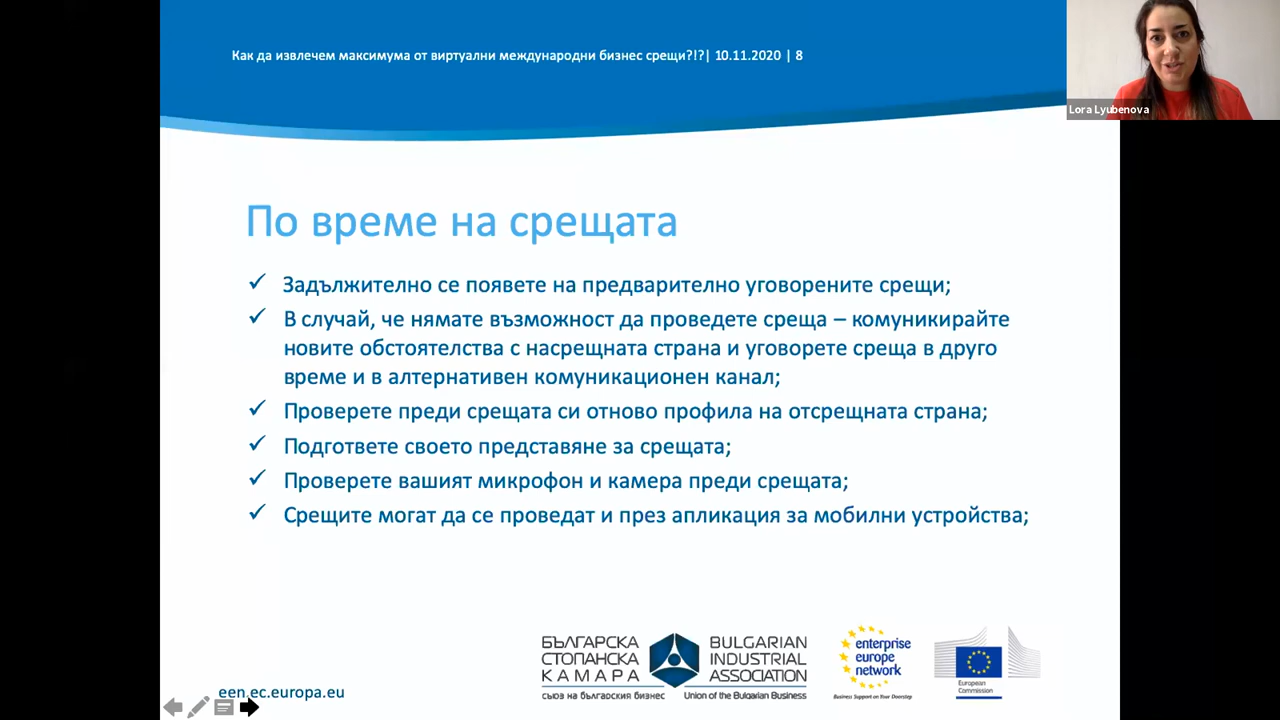 Как да извлечем максимума от виртуални международни бизнес срещи?!?| 10.11.2020 | 8
Lora Lyubenova
По време на срещата
✓ Задължително се появете на предварително уговорените срещи;
✓ В случай, че нямате възможност да проведете среща – комуникирайте
новите обстоятелства с насрещната страна и уговорете среща в друго
време и в алтернативен комуникационен канал;
✓ Проверете преди срещата си отново профила на отсрещната страна;
✓ Подгответе своето представяне за срещата;
✓ Проверете вашият микрофон и камера преди срещата;
✓ Срещите могат да се проведат и през апликация за мобилни устройства;
БЪЛГАРСКА
СТОПАНСКА
КАМАРА
СЪЮЗ НА БЪЛГАРСКИЯ БИЗНЕС
BULGARIAN
INDUSTRIAL
ASSOCIATION
Union of the Bulgarian Business
enterprise
europe
network
Business Support on Your Doorstep
European
Commission
een.ec.europa.eu